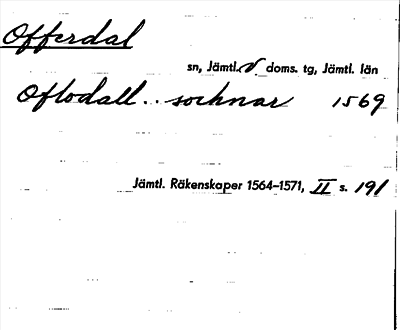 Offerdal
sn, Jämtl. V. doms. tg, Jämtl. län
Oflodall.. sochnar 1569
Jämtl. Räkenskaper 1564-1571, II s. 191